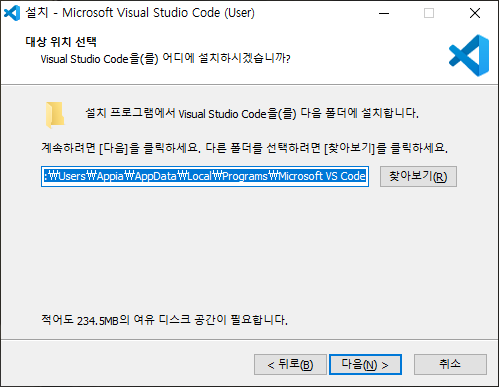 설치 - Microsoft Visual Studio Code (User)
대상 위치 선택
Visual Studio Code을(를) 어디에 설치하시겠습니까?
설치 프로그램에서 Visual Studio Code을(를) 다음 폴더에 설치합니다.
계속하려면 [다음]을 클릭하세요. 다른 폴더를 선택하려면 [찾아보기]를 클릭하세요.
:₩Users₩Appia₩AppData₩Local₩Programs₩Microsoft VS Code
찾아보기(R)
적어도 234.5MB의 여유 디스크 공간이 필요합니다.
< 뒤로(B)
다음(N) >
취소